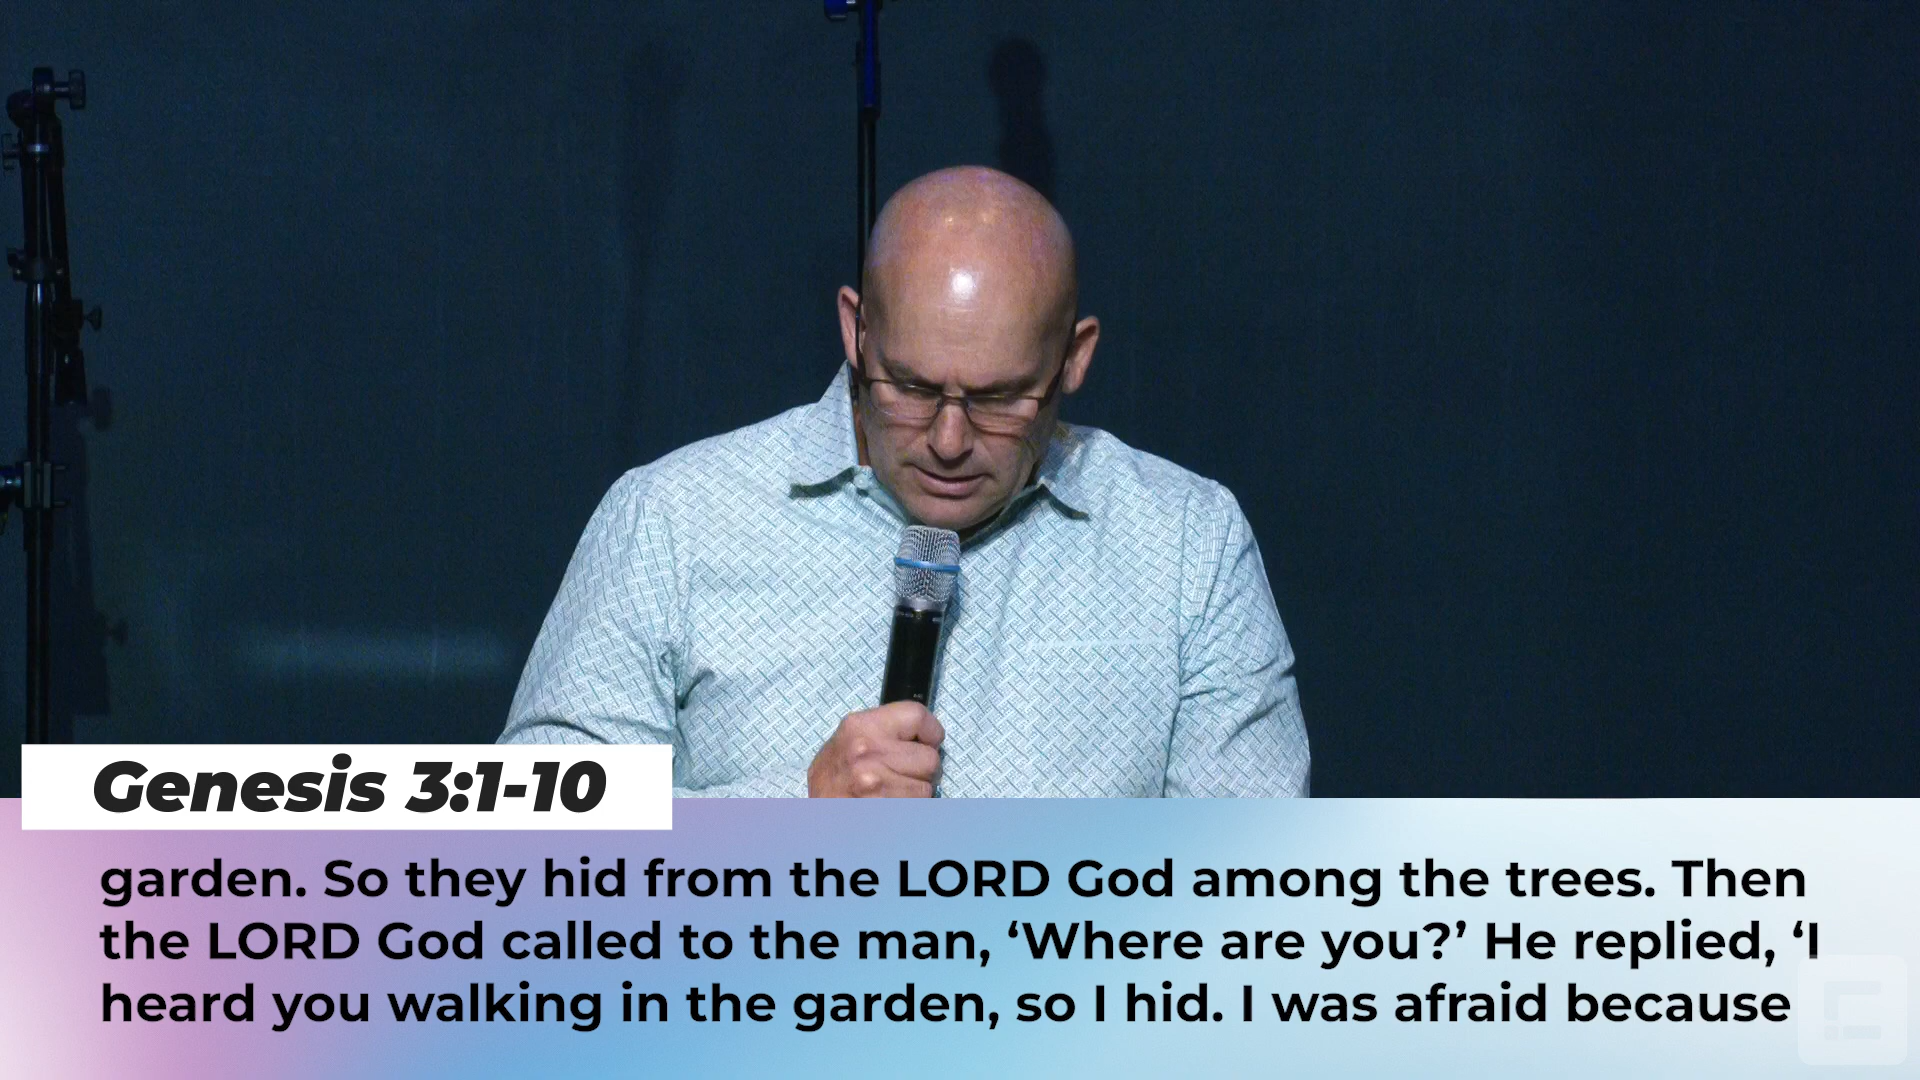 Genesis 3:1-10
garden. So they hid from the LORD God among the trees. Then
the LORD God called to the man, ‘Where are you?’ He replied, ‘I
heard you walking in the garden, so I hid. I was afraid because